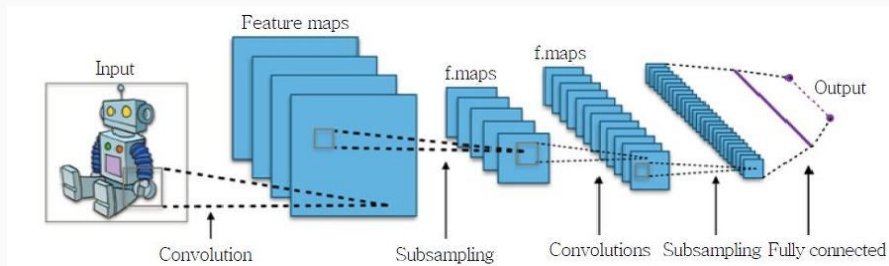 Feature maps
f.maps
f.maps
Input
Output
Convolution
Subsampling
Convolutions
Subsampling
Fully connected